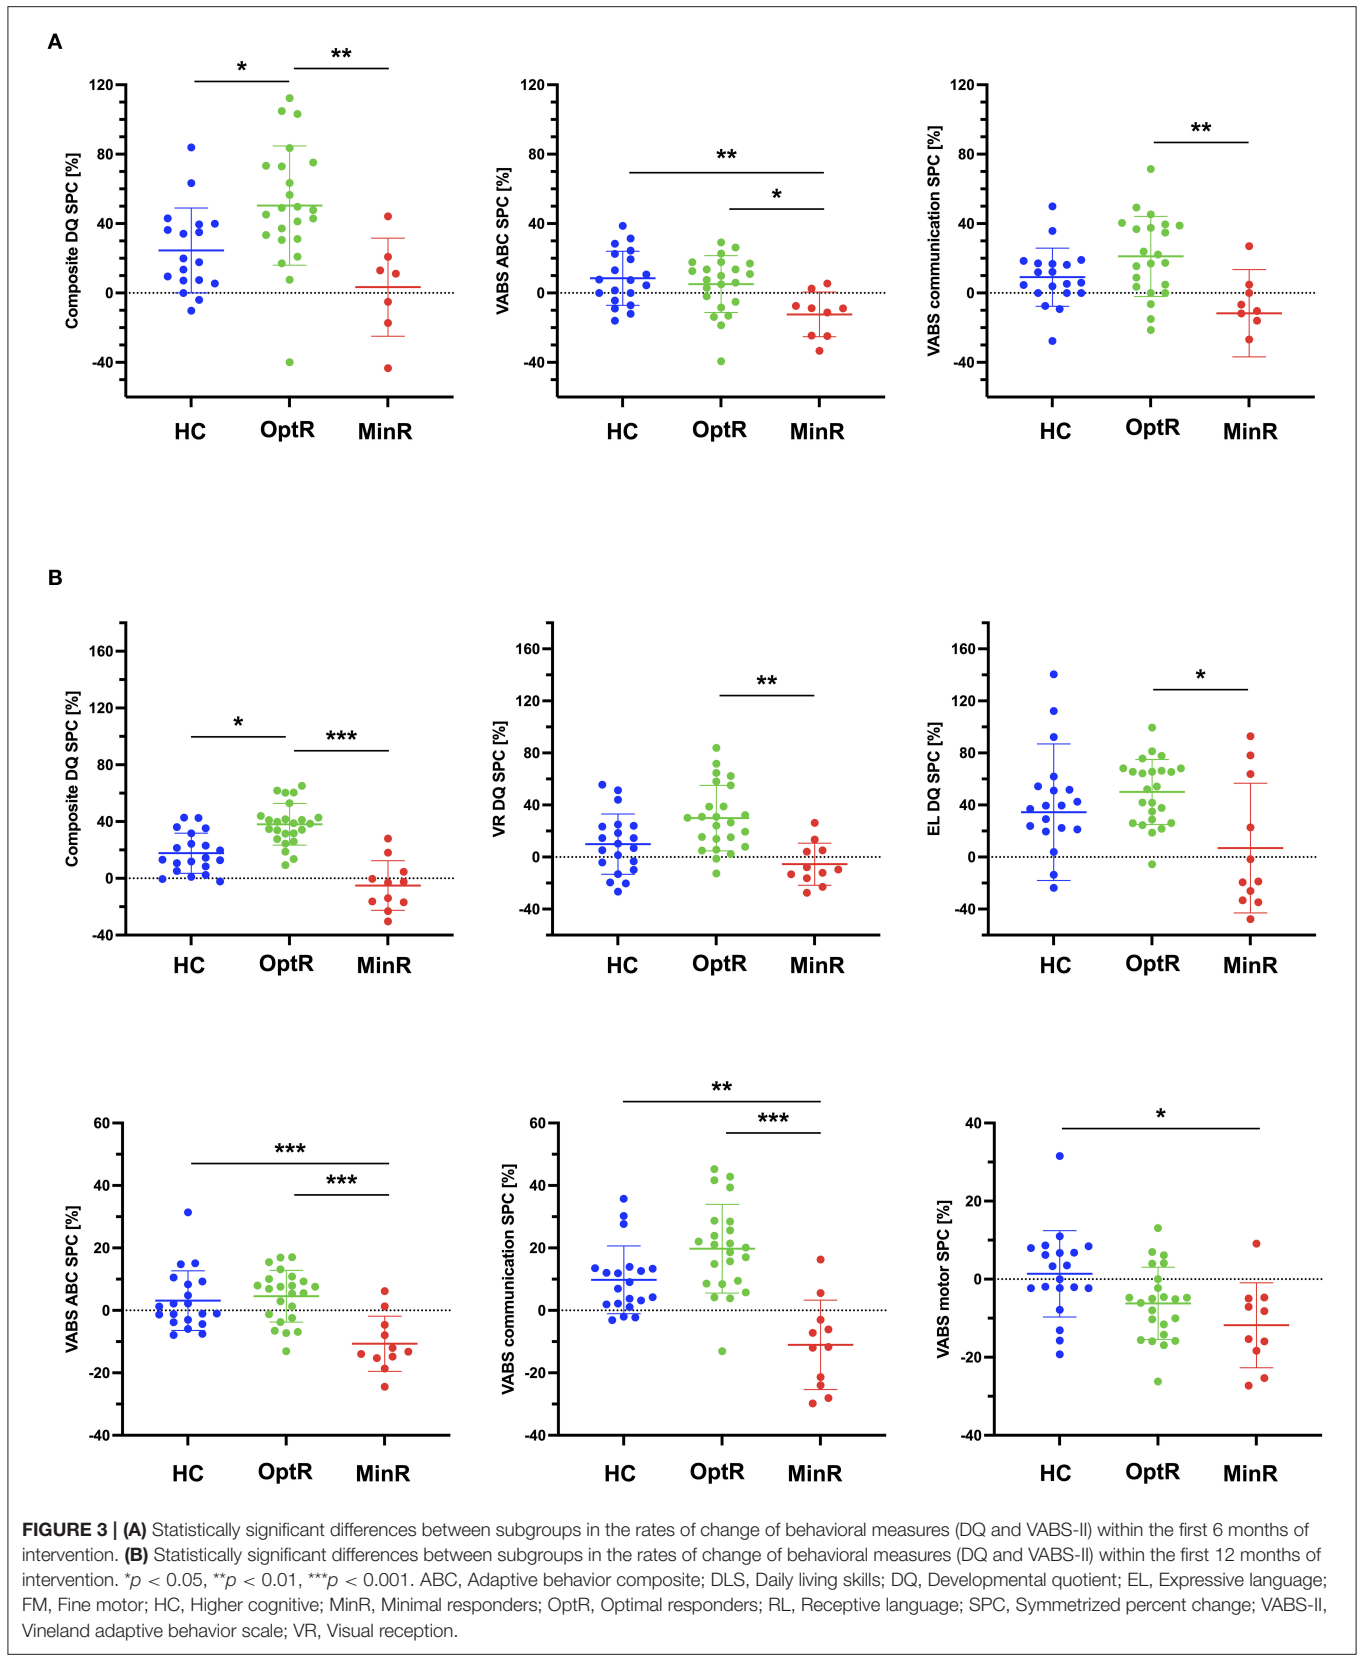 A
* **
120
80
40
0
-40
Composite DQ SPC [%]
HC OptR MinR
** *
120
80
40
0
-40
VABS ABC SPC [%]
HC OptR MinR
**
120
80
40
0
-40
VABS communication SPC [%]
HC OptR MinR
B
* ***
160
120
80
40
0
-40
Composite DQ SPC [%]
HC OptR MinR
**
160
120
80
40
0
-40
VR DQ SPC [%]
HC OptR MinR
*
160
120
80
40
0
-40
EL DQ SPC [%]
HC OptR MinR
***
***
60
40
20
0
-20
-40
VABS ABC SPC [%]
HC OptR MinR
**
***
60
40
20
0
-20
-40
VABS communication SPC [%]
HC OptR MinR
*
40
20
0
-20
-40
VABS motor SPC [%]
HC OptR MinR
FIGURE 3 | (A) Statistically significant differences between subgroups in the rates of change of behavioral measures (DQ and VABS-II) within the first 6 months of
intervention. (B) Statistically significant differences between subgroups in the rates of change of behavioral measures (DQ and VABS-II) within the first 12 months of
intervention. *p < 0.05, **p < 0.01, ***p < 0.001. ABC, Adaptive behavior composite; DLS, Daily living skills; DQ, Developmental quotient; EL, Expressive language;
FM, Fine motor; HC, Higher cognitive; MinR, Minimal responders; OptR, Optimal responders; RL, Receptive language; SPC, Symmetrized percent change; VABS-II,
Vineland adaptive behavior scale; VR, Visual reception.